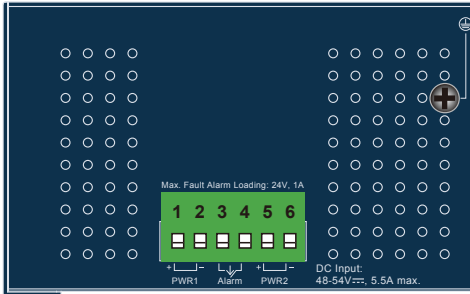 Max. Fault Alarm Loading: 24V, 1A
1 2 3 4 5 6
+ − + −
PWR1 Alarm PWR2
DC Input:
48-54V⎓, 5.5A max.